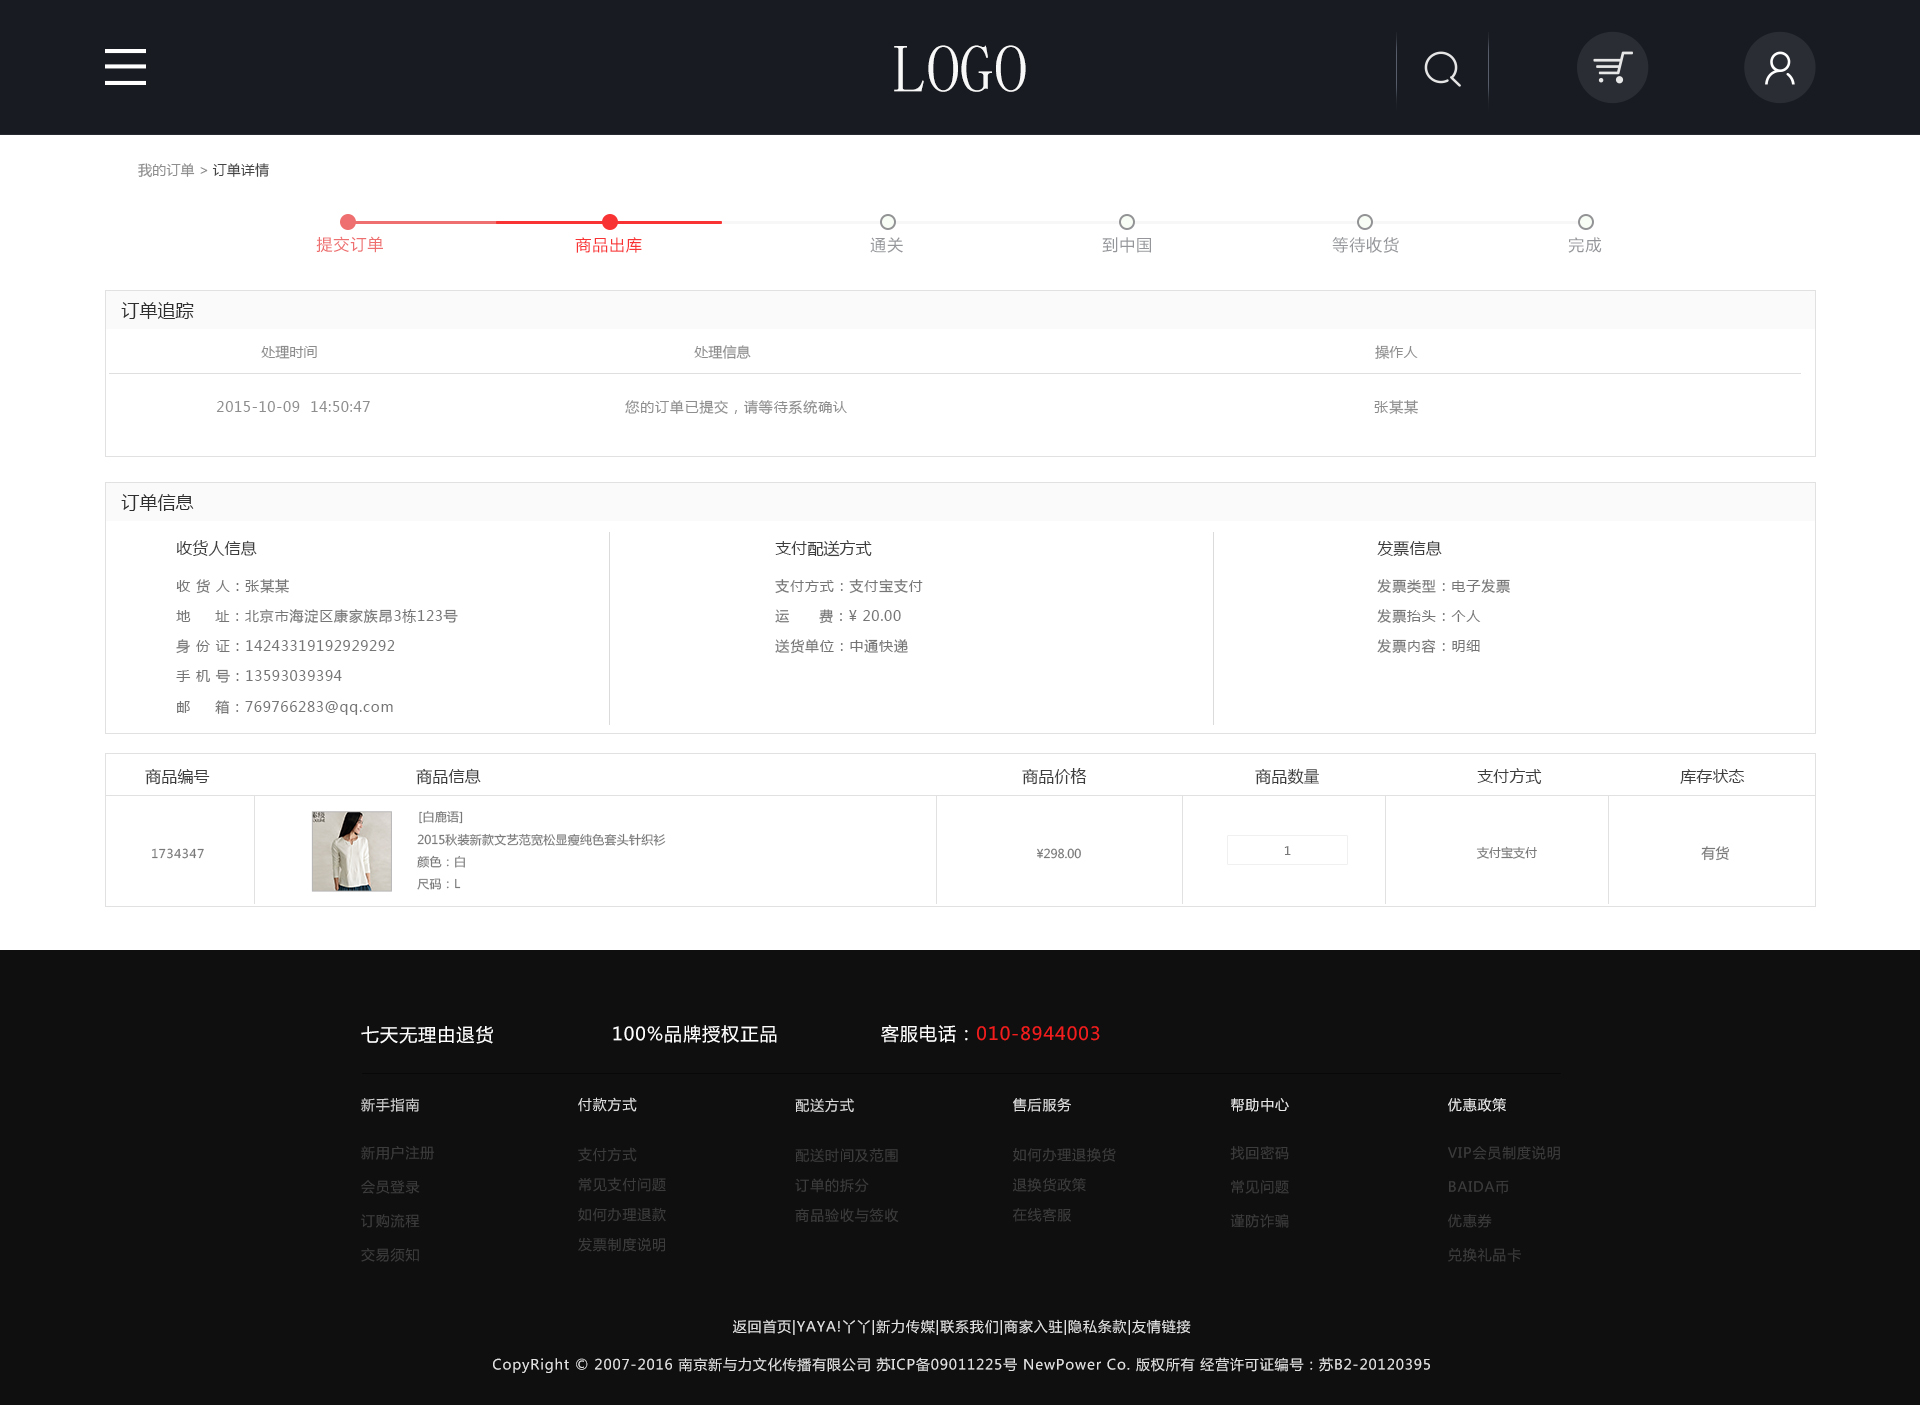 LOGO
我的订单 > 订单详情
提交订单 商品出库 通关 到中国 等待收货 完成
订单追踪
处理时间 处理信息 操作人
2015-10-09 14:50:47 您的订单已提交，请等待系统确认 张某某
订单信息
收货人信息 支付配送方式 发票信息
收 货 人：张某某 支付方式：支付宝支付 发票类型：电子发票
地 址：北京市海淀区康家族昂3栋123号 运 费：¥ 20.00 发票抬头：个人
身 份 证：14243319192929292 送货单位：中通快递 发票内容：明细
手 机 号：13593039394
邮 箱：769766283@qq.com
商品编号 商品信息 商品价格 商品数量 支付方式 库存状态
[白鹿语]
2015秋装新款文艺范宽松显瘦纯色套头针织衫
1734347 ¥298.00 1 支付宝支付 有货
颜色：白
尺码：L
七天无理由退货 100%品牌授权正品 客服电话：010-8944003
新手指南 付款方式 配送方式 售后服务 帮助中心 优惠政策
新用户注册 支付方式 配送时间及范围 如何办理退换货 找回密码 VIP会员制度说明
会员登录 常见支付问题 订单的拆分 退换货政策 常见问题 BAIDA币
订购流程 如何办理退款 商品验收与签收 在线客服 谨防诈骗 优惠券
交易须知 发票制度说明 兑换礼品卡
返回首页|YAYA!丫丫|新力传媒|联系我们|商家入驻|隐私条款|友情链接
CopyRight © 2007-2016 南京新与力文化传播有限公司 苏ICP备09011225号 NewPower Co. 版权所有 经营许可证编号：苏B2-20120395